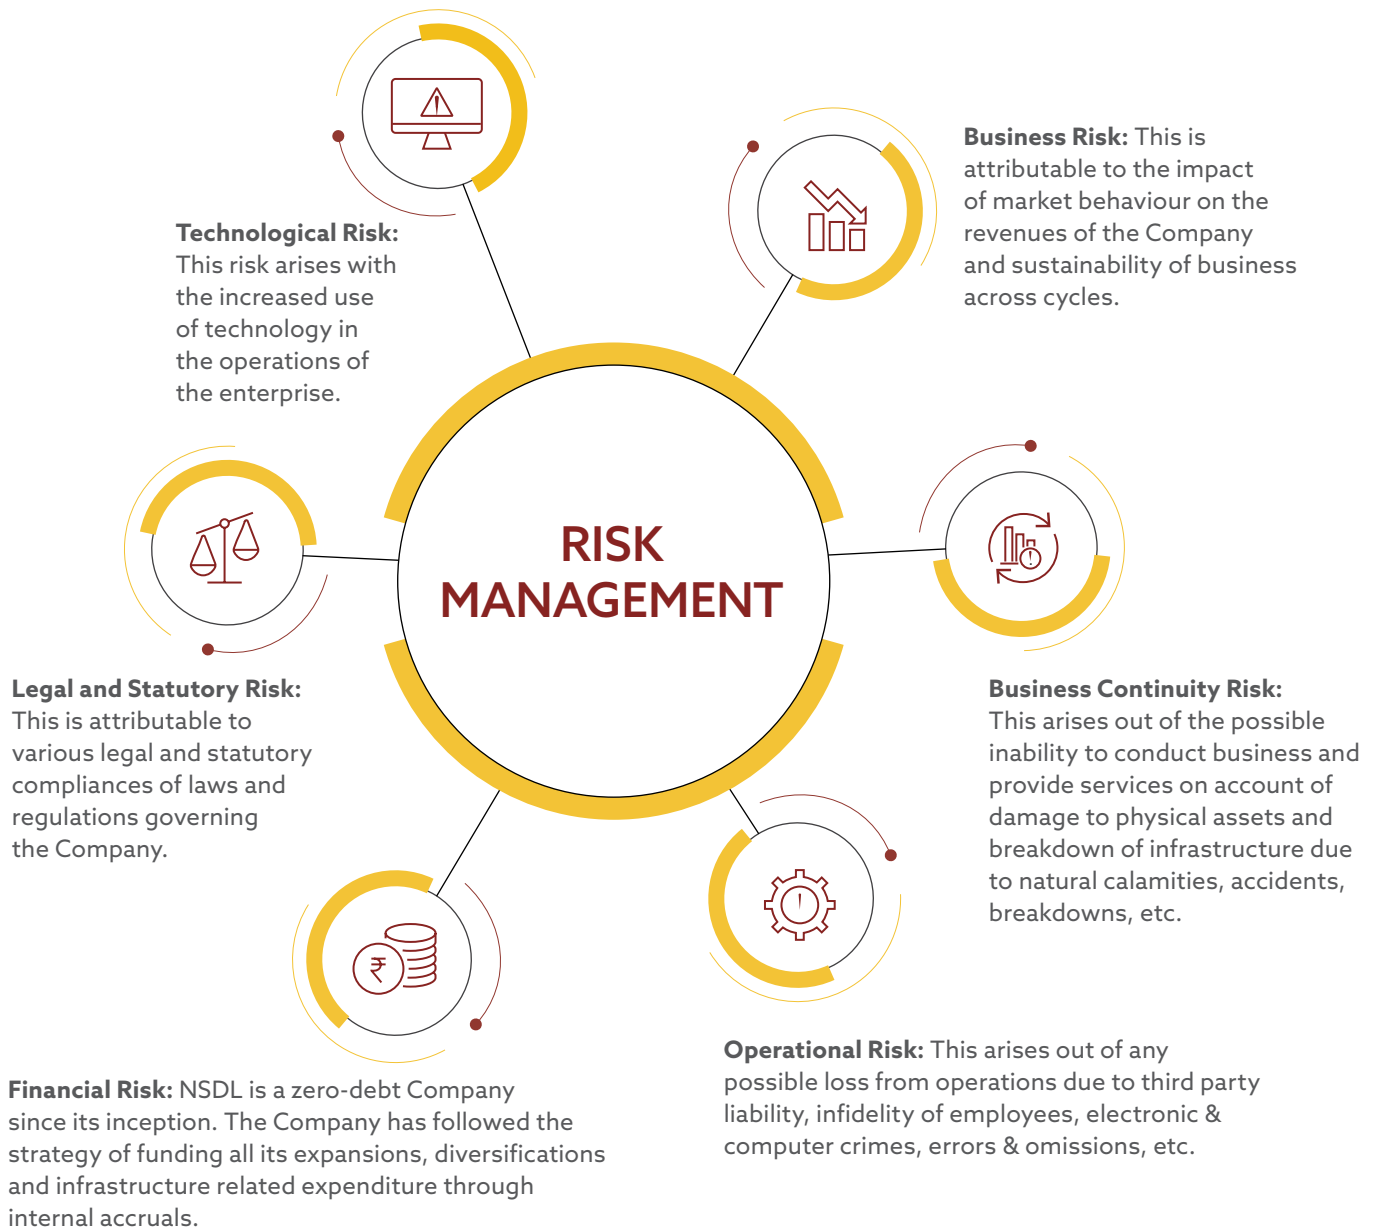 Technological Risk:
This risk arises with
the increased use
of technology in
the operations of
the enterprise.
Business Risk: This is
attributable to the impact
of market behaviour on the
revenues of the Company
and sustainability of business
across cycles.
RISK
MANAGEMENT
Legal and Statutory Risk:
This is attributable to
various legal and statutory
compliances of laws and
regulations governing
the Company.
Business Continuity Risk:
This arises out of the possible
inability to conduct business and
provide services on account of
damage to physical assets and
breakdown of infrastructure due
to natural calamities, accidents,
breakdowns, etc.
₹
Financial Risk: NSDL is a zero-debt Company
since its inception. The Company has followed the
strategy of funding all its expansions, diversifications
and infrastructure related expenditure through
internal accruals.
Operational Risk: This arises out of any
possible loss from operations due to third party
liability, infidelity of employees, electronic &
computer crimes, errors & omissions, etc.